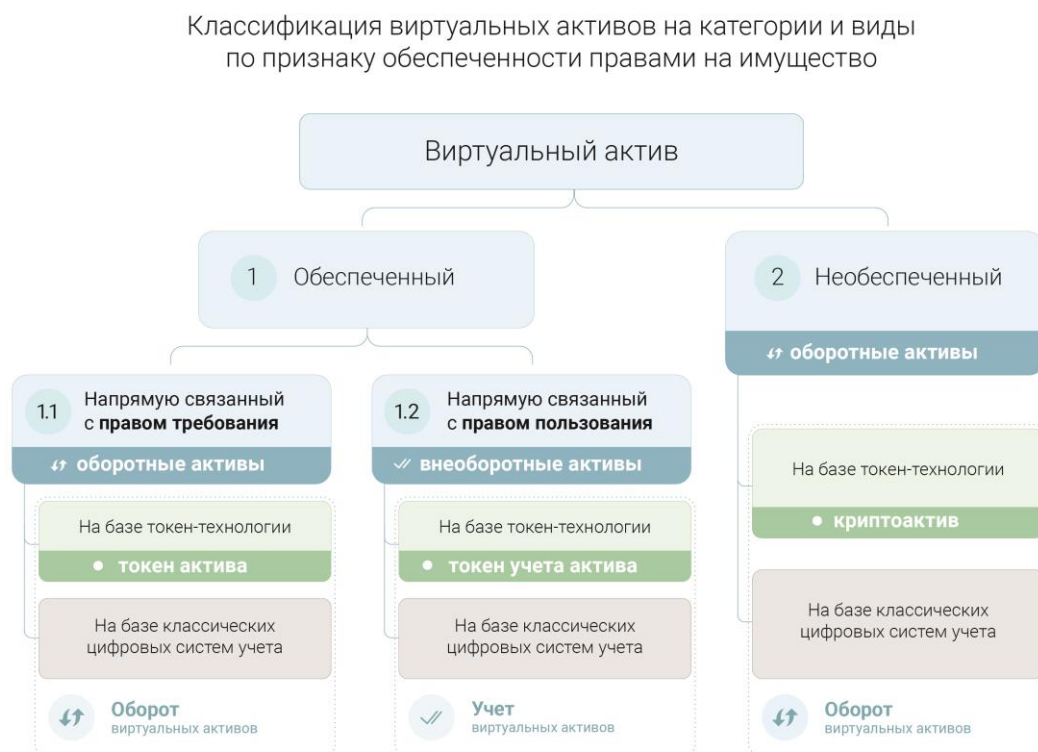 Классификация виртуальных активов на категории и виды
по признаку обеспеченности правами на имущество
Виртуальный актив
1 Обеспеченный
2 Необеспеченный
оборотные активы
1.1 Напрямую связанный
с правом требования
оборотные активы
На базе токен-технологии
• токен актива
На базе классических
цифровых систем учета
Оборот
виртуальных активов
1.2 Напрямую связанный
с правом пользования
внеоборотные активы
На базе токен-технологии
• токен учета актива
На базе классических
цифровых систем учета
Учет
виртуальных активов
На базе токен-технологии
• криптоактив
На базе классических
цифровых систем учета
Оборот
виртуальных активов